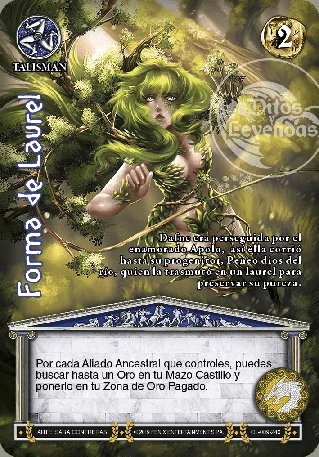 TALISMAN
2
Mitos
Leyendas
Forma de Laurel
Dafne era perseguida por el
enamorado Apolo, así ella corrió
hasta su progenitor, Peneo dios del
río, quien la trasmutó en un laurel para
preservar su pureza.
Por cada Aliado Ancestral que controles, puedes
buscar hasta un Oro en tu Mazo Castillo y
ponerlo en tu Zona de Oro Pagado.